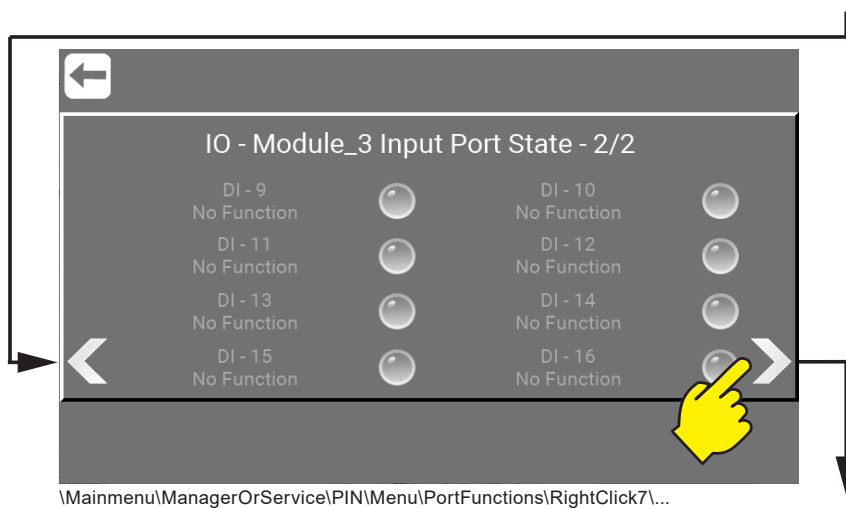 IO - Module_3 Input Port State - 2/2
DI - 9
No Function
DI - 10
No Function
DI - 11
No Function
DI - 12
No Function
DI - 13
No Function
DI - 14
No Function
DI - 15
No Function
DI - 16
No Function
\Mainmenu\ManagerOrService\PIN\Menu\PortFunctions\RightClick7\...